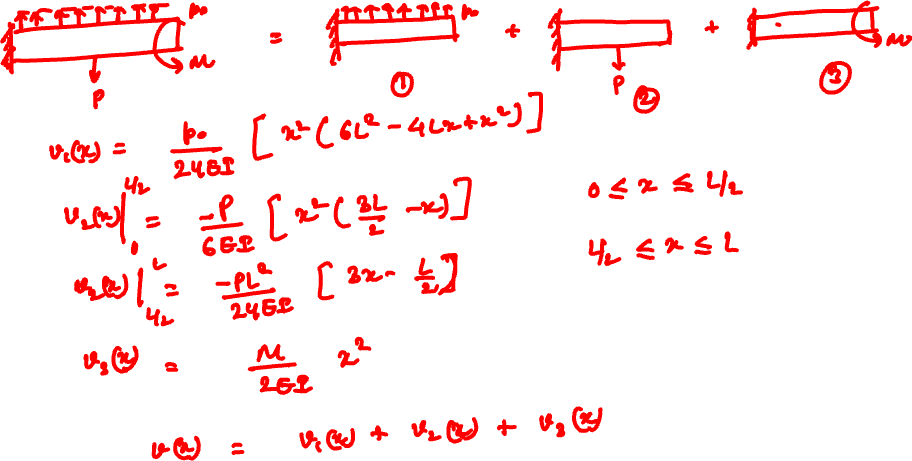 p₀ = p₀ + +
M P ① P ② ③ M
v₁(x) = p₀/24EI [x²(6L² - 4Lx + x²)]
v₂(x)|₀^L/2 = -P/6EI [x²(3L/2 - x)] 0 ≤ x ≤ L/2
v₂(x)|_L/2^L = -PL²/24EI [3x - L/2] L/2 ≤ x ≤ L
v₃(x) = M/2EI x²
v(x) = v₁(x) + v₂(x) + v₃(x)